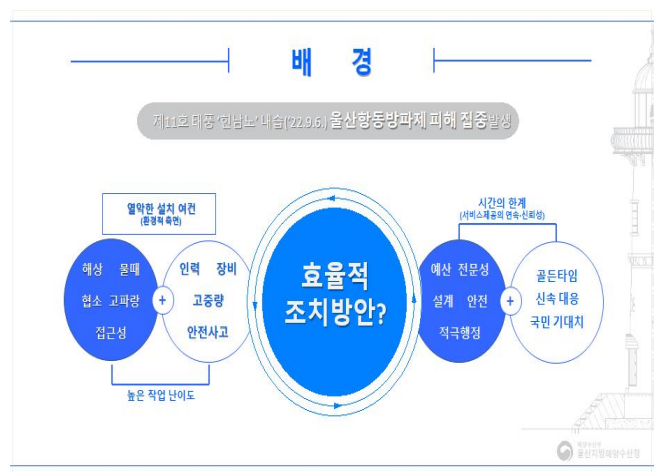 배 경
제11호 태풍 '힌남노' 내습('22.9.6.) 울산항동방파제 피해 집중발생
열악한 설치 여건
(환경적 측면)
해상 물때
협소 고파랑
접근성
+
인력 장비
고중량
안전사고
높은 작업 난이도
효율적
조치방안?
시간의 한계
(서비스제공의 연속·신뢰성)
예산 전문성
설계 안전
적극행정
+
골든타임
신속 대응
국민 기대치
해양수산부
울산지방해양수산청